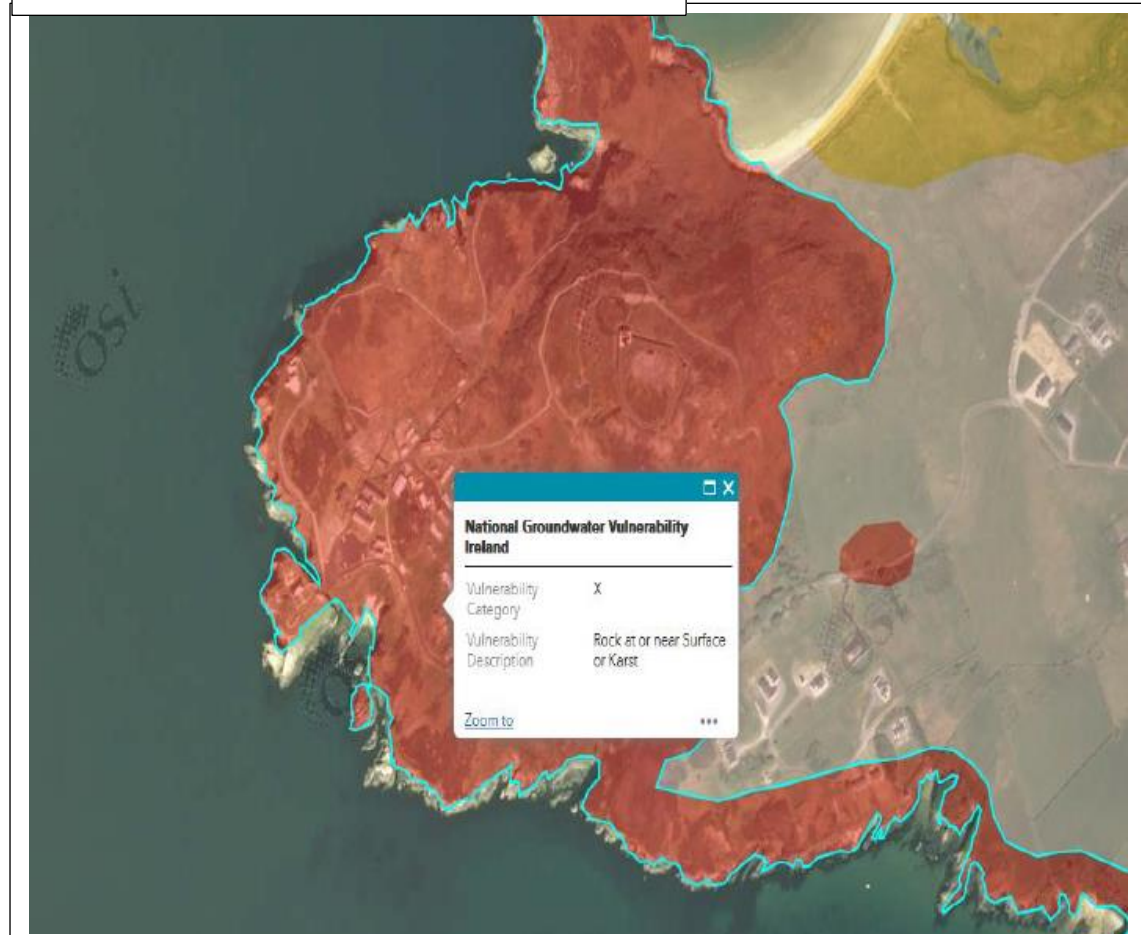 Osi
National Groundwater Vulnerability
Ireland
Vulnerability X
Category
Vulnerability Rock at or near Surface
Description or Karst
Zoom to